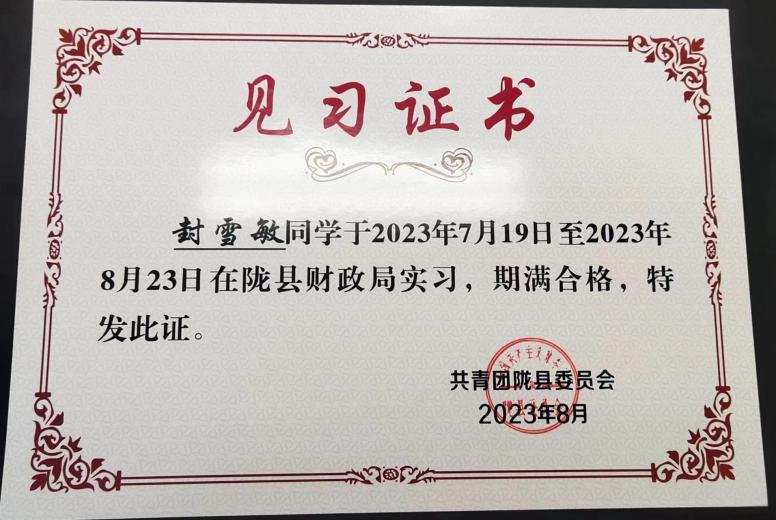 见习证书
封雪敏同学于2023年7月19日至2023年
8月23日在陇县财政局实习，期满合格，特
发此证。
共青团陇县委员会
2023年8月